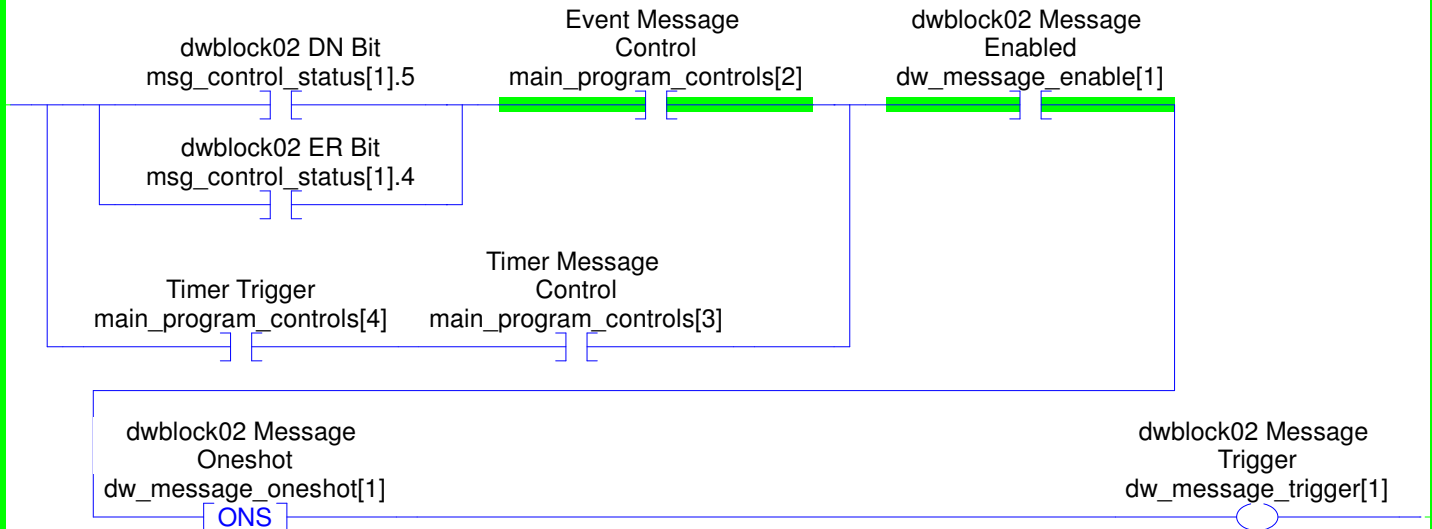 dwblock02 DN Bit
msg_control_status[1].5
Event Message
Control
main_program_controls[2]
dwblock02 Message
Enabled
dw_message_enable[1]
dwblock02 ER Bit
msg_control_status[1].4
Timer Trigger
main_program_controls[4]
Timer Message
Control
main_program_controls[3]
dwblock02 Message
Oneshot
dw_message_oneshot[1]
ONS
dwblock02 Message
Trigger
dw_message_trigger[1]